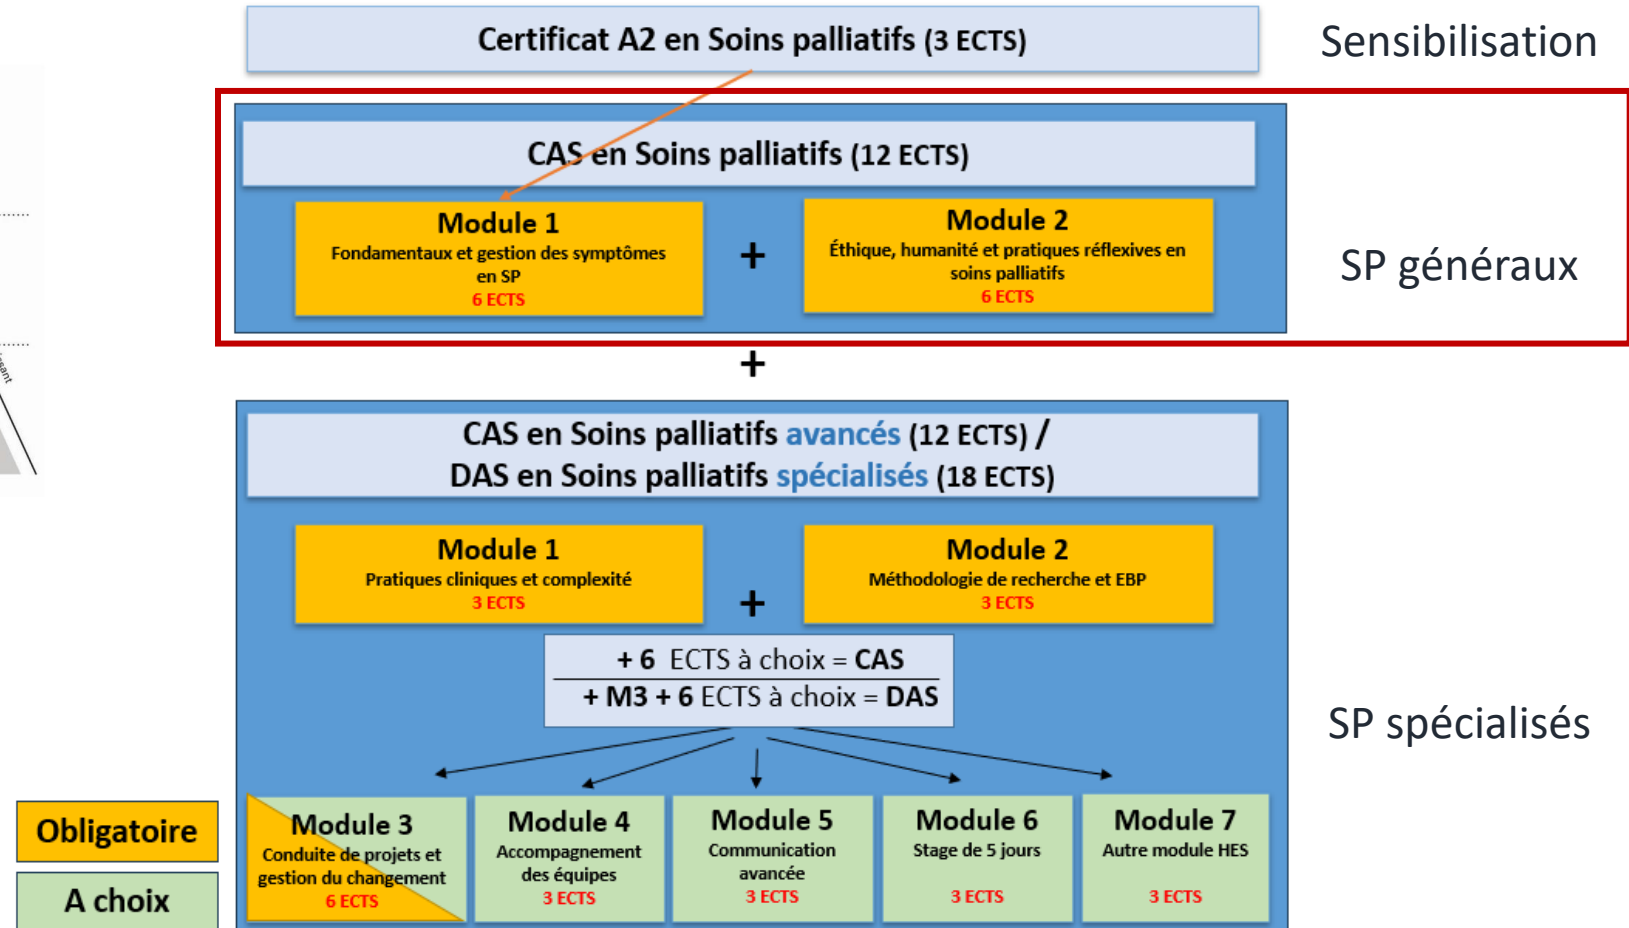 Certificat A2 en Soins palliatifs (3 ECTS)
Sensibilisation
CAS en Soins palliatifs (12 ECTS)
Module 1
Fondamentaux et gestion des symptômes
en SP
6 ECTS
+
Module 2
Éthique, humanité et pratiques réflexives en
soins palliatifs
6 ECTS
SP généraux
+
CAS en Soins palliatifs avancés (12 ECTS) /
DAS en Soins palliatifs spécialisés (18 ECTS)
Module 1
Pratiques cliniques et complexité
3 ECTS
+
Module 2
Méthodologie de recherche et EBP
3 ECTS
+ 6 ECTS à choix = CAS
+ M3 + 6 ECTS à choix = DAS
SP spécialisés
Module 3
Conduite de projets et
gestion du changement
6 ECTS
Module 4
Accompagnement
des équipes
3 ECTS
Module 5
Communication
avancée
3 ECTS
Module 6
Stage de 5 jours
3 ECTS
Module 7
Autre module HES
3 ECTS
Obligatoire
A choix